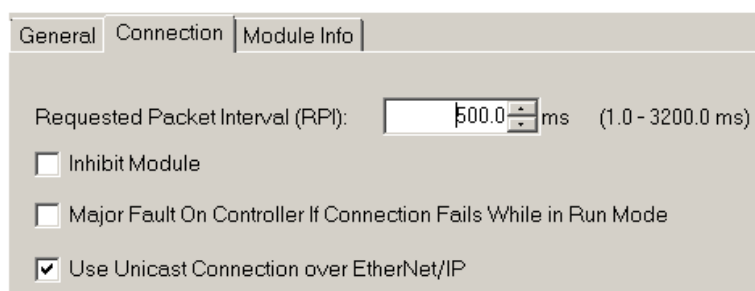 General Connection Module Info
Requested Packet Interval (RPI): 500.0 ms (1.0 - 3200.0 ms)
Inhibit Module
Major Fault On Controller If Connection Fails While in Run Mode
Use Unicast Connection over EtherNet/IP